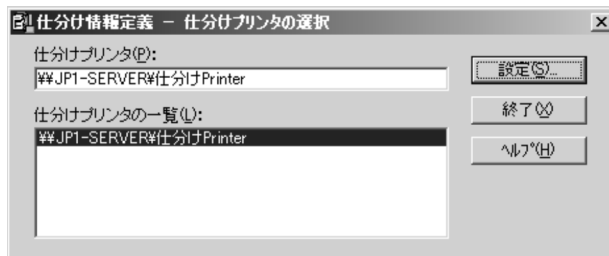 仕分け情報定義 － 仕分けプリンタの選択
仕分けプリンタ(P):
¥¥JP1-SERVER¥仕分けPrinter
設定(S)...
仕分けプリンタの一覧(L):
終了(X)
¥¥JP1-SERVER¥仕分けPrinter
ﾍﾙﾌﾟ(H)